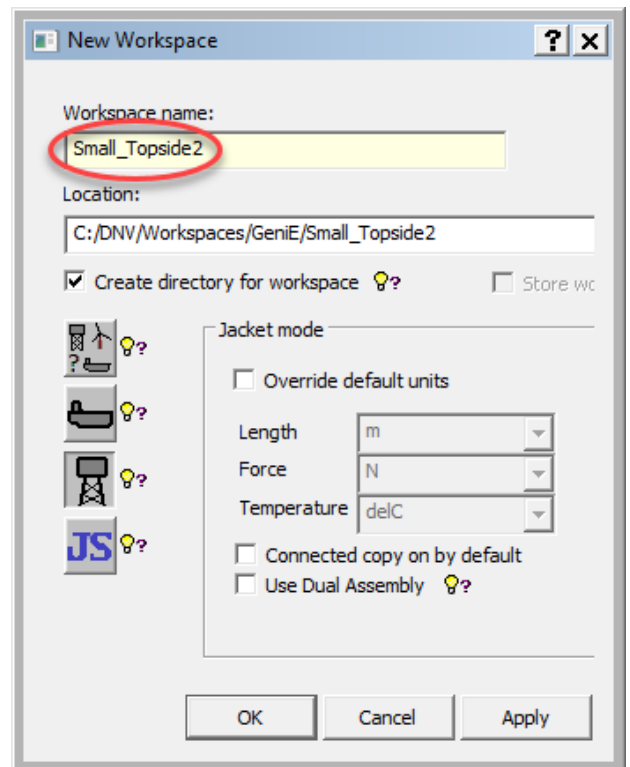 New Workspace
Workspace name:
Small_Topside2
Location:
C:/DNV/Workspaces/GeniE/Small_Topside2
Create directory for workspace
Store wo
Jacket mode
Override default units
Length m
Force N
Temperature delC
Connected copy on by default
Use Dual Assembly
JS
OK Cancel Apply